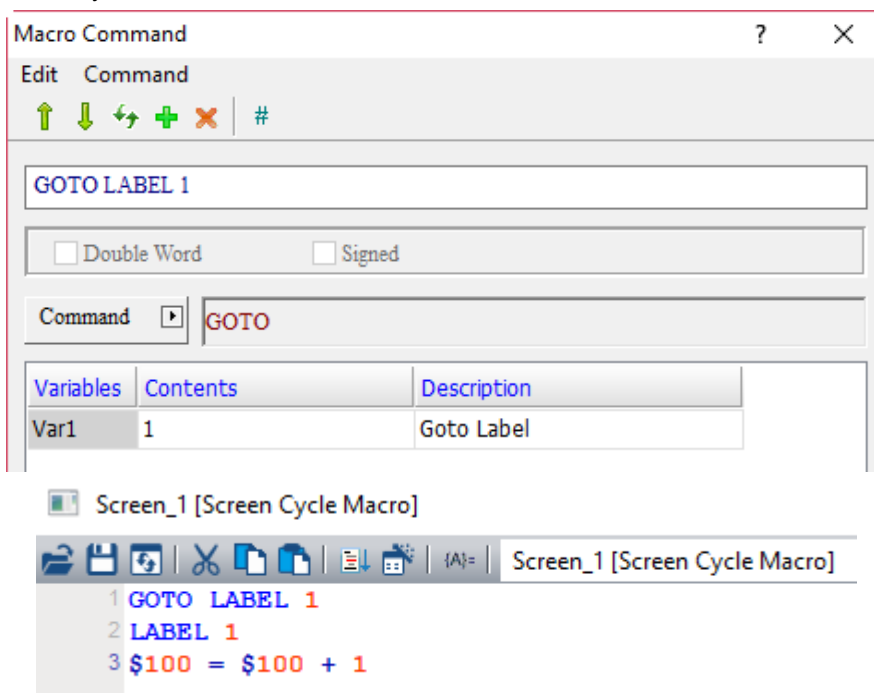 Macro Command ?
Edit Command
#
GOTO LABEL 1
Double Word Signed
Command GOTO
Variables Contents Description
Var1 1 Goto Label
Screen_1 [Screen Cycle Macro]
{A}= Screen_1 [Screen Cycle Macro]
1 GOTO LABEL 1
2 LABEL 1
3 $100 = $100 + 1